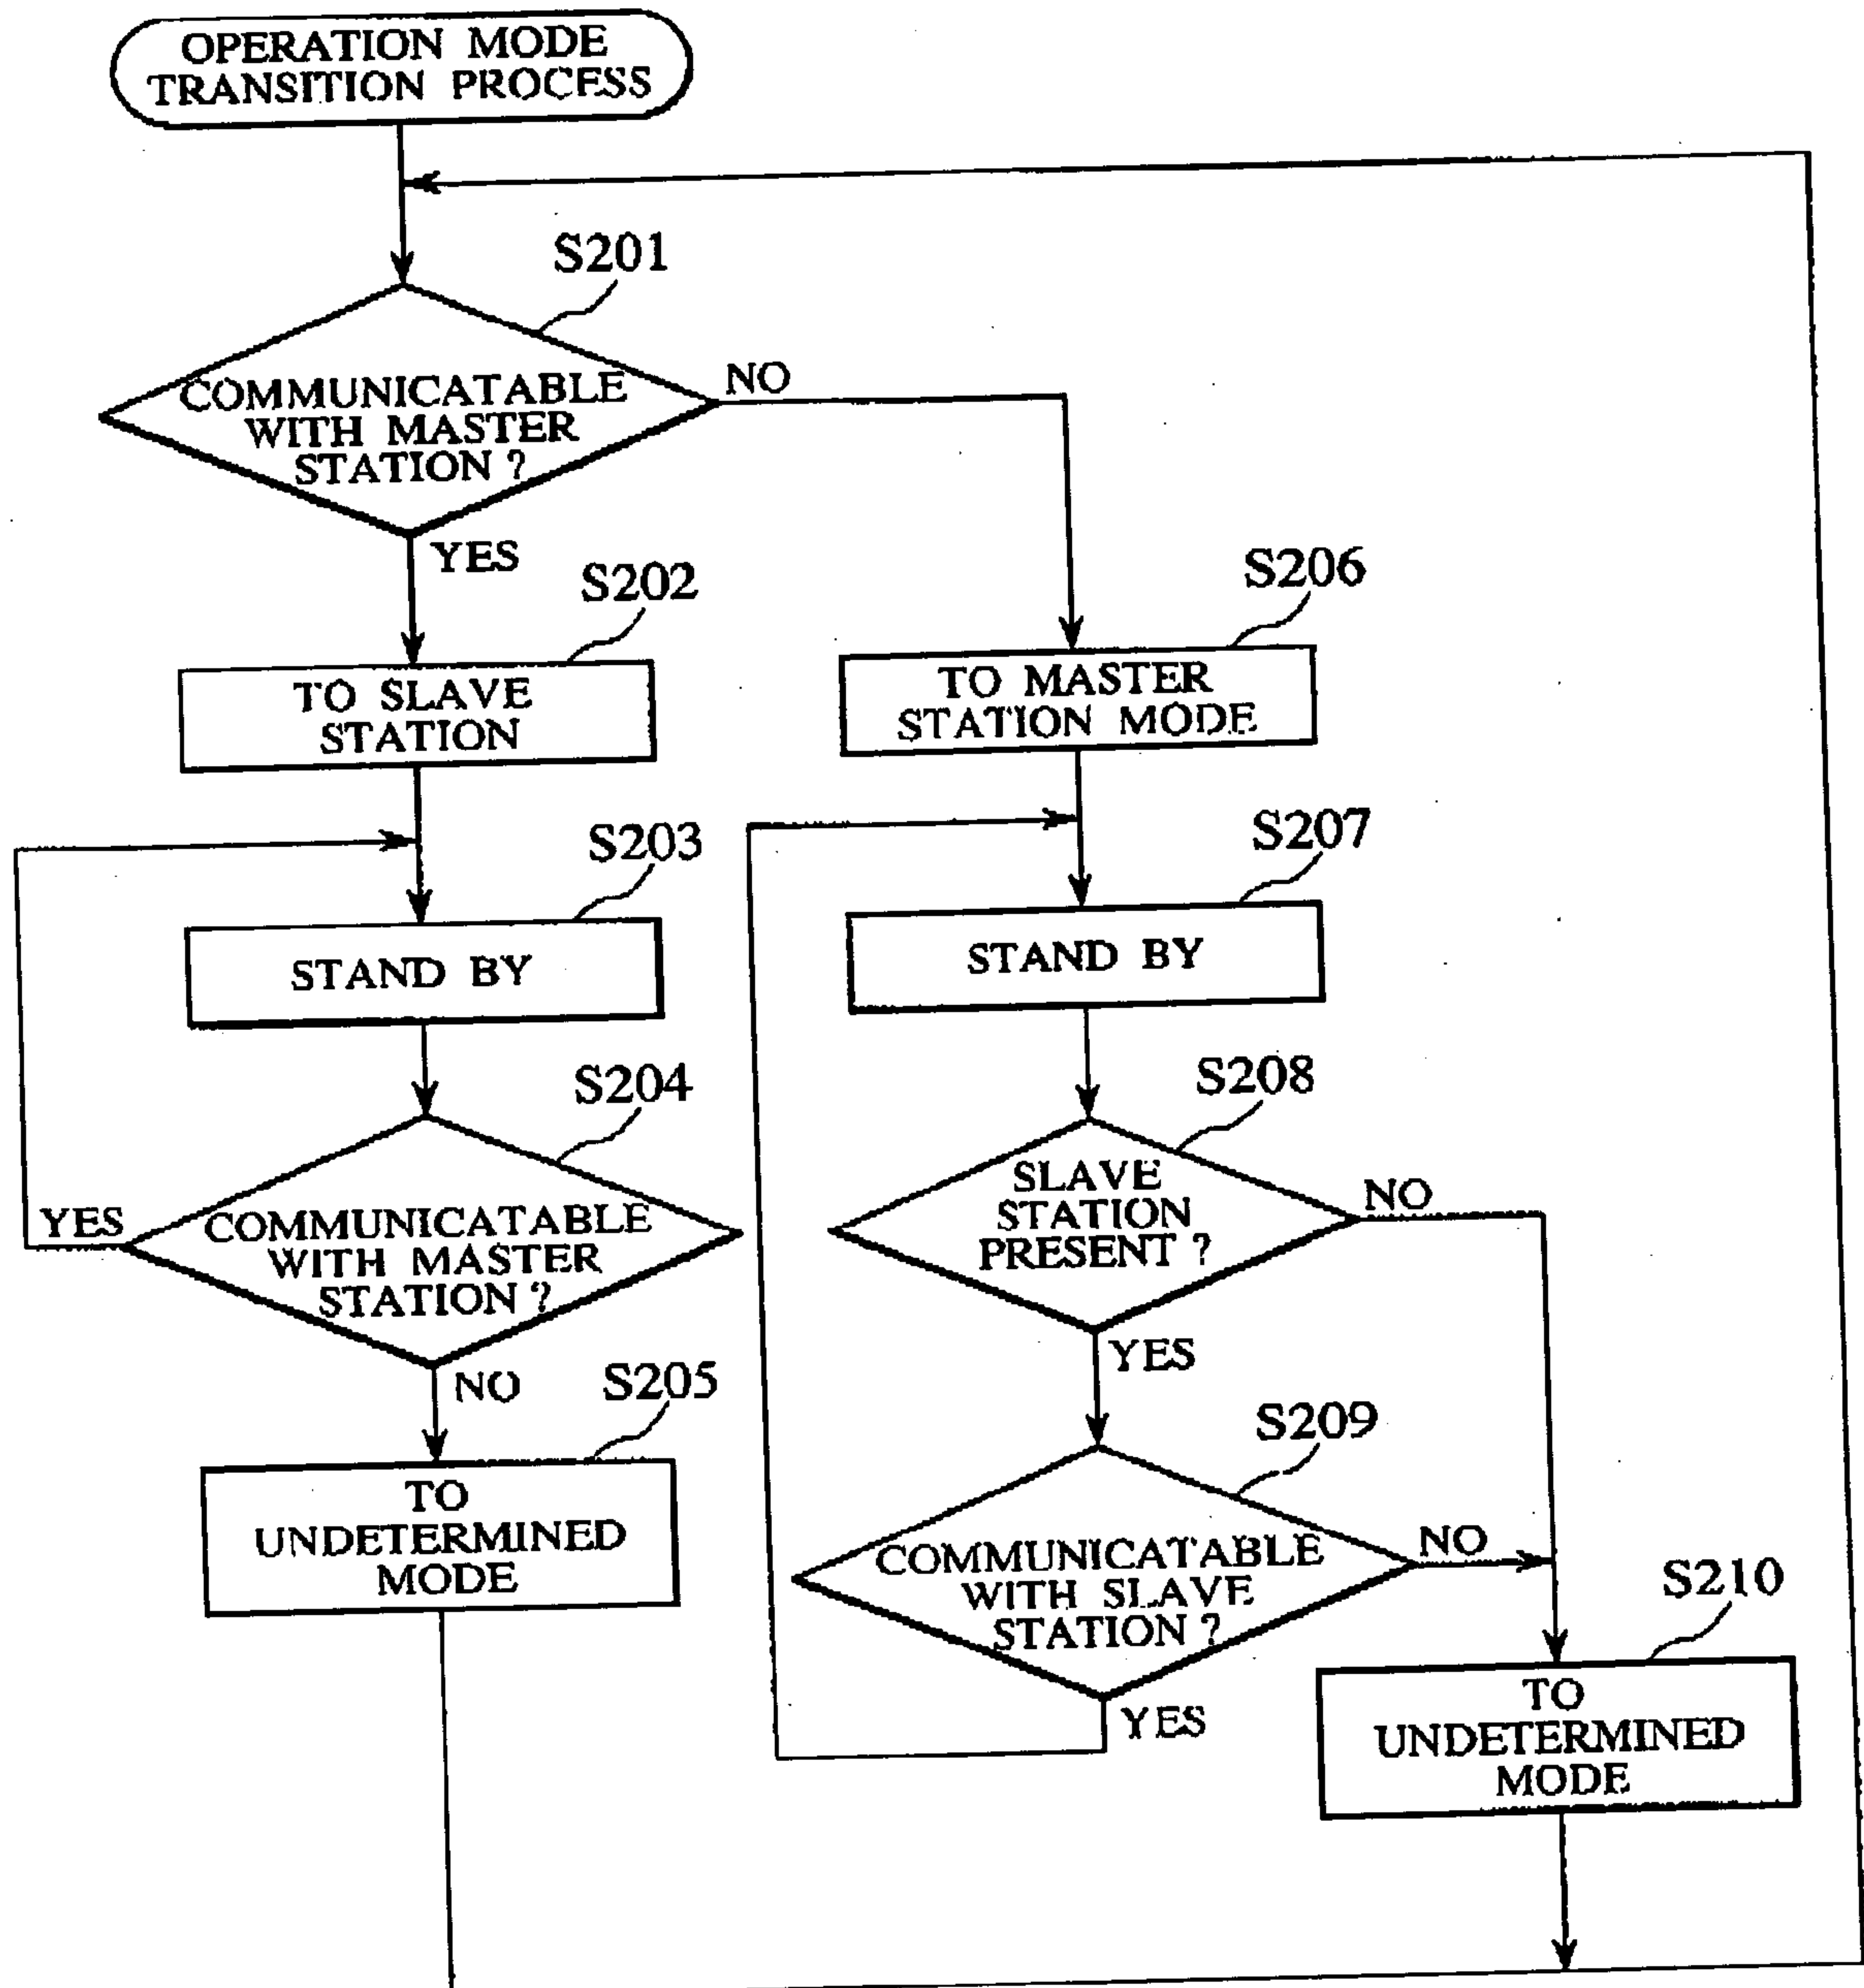 OPERATION MODE
TRANSITION PROCESS
S201
COMMUNICATABLE
WITH MASTER
STATION ?
NO
YES
S202
TO SLAVE
STATION
S203
STAND BY
S204
COMMUNICATABLE
WITH MASTER
STATION ?
YES
NO
S205
TO
UNDETERMINED
MODE
S206
TO MASTER
STATION MODE
S207
STAND BY
S208
SLAVE
STATION
PRESENT ?
NO
YES
S209
COMMUNICATABLE
WITH SLAVE
STATION ?
NO
YES
S210
TO
UNDETERMINED
MODE